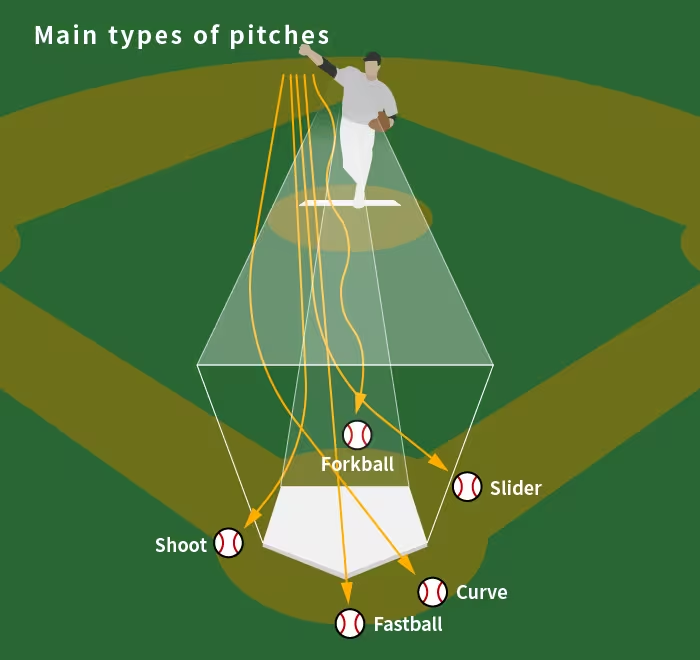 Main types of pitches
Forkball
Slider
Shoot
Curve
Fastball